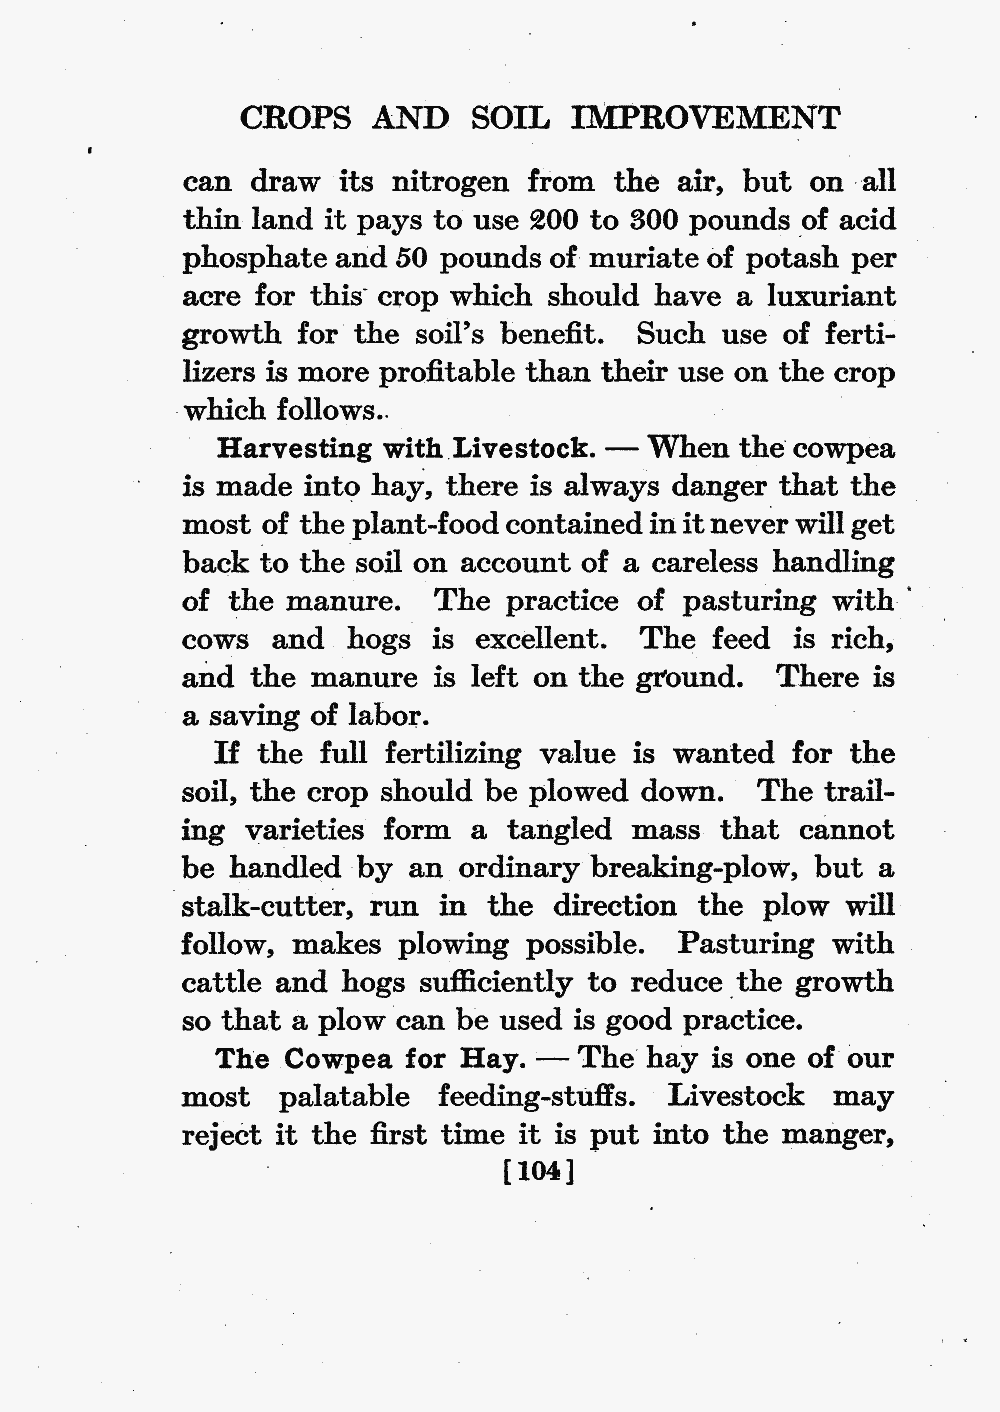 CROPS AND SOIL IMPROVEMENT
can draw its nitrogen from the air, but on all
thin land it pays to use 200 to 300 pounds of acid
phosphate and 50 pounds of muriate of potash per
acre for this crop which should have a luxuriant
growth for the soil's benefit. Such use of ferti-
lizers is more profitable than their use on the crop
which follows.
Harvesting with Livestock. — When the cowpea
is made into hay, there is always danger that the
most of the plant-food contained in it never will get
back to the soil on account of a careless handling
of the manure. The practice of pasturing with
cows and hogs is excellent. The feed is rich,
and the manure is left on the ground. There is
a saving of labor.
If the full fertilizing value is wanted for the
soil, the crop should be plowed down. The trail-
ing varieties form a tangled mass that cannot
be handled by an ordinary breaking-plow, but a
stalk-cutter, run in the direction the plow will
follow, makes plowing possible. Pasturing with
cattle and hogs sufficiently to reduce the growth
so that a plow can be used is good practice.
The Cowpea for Hay. — The hay is one of our
most palatable feeding-stuffs. Livestock may
reject it the first time it is put into the manger,
[104]